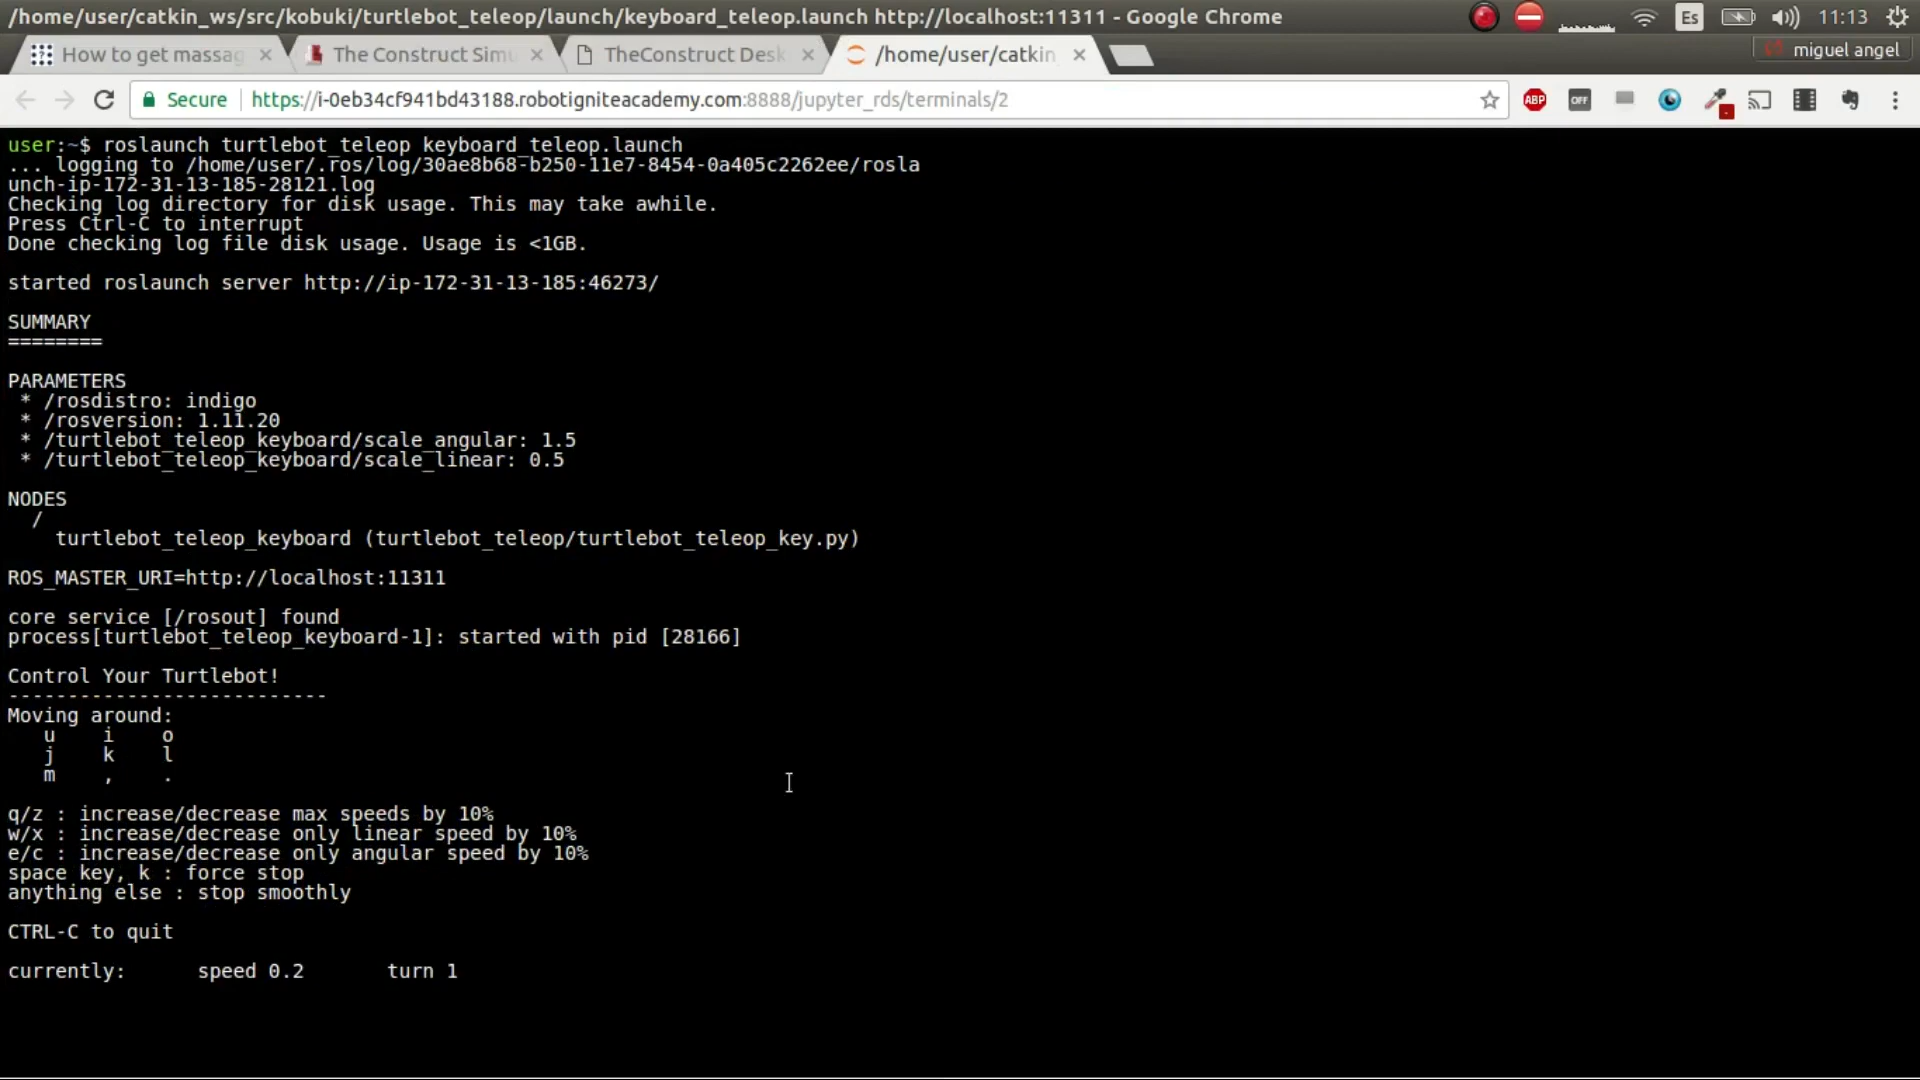 /home/user/catkin_ws/src/kobuki/turtlebot_teleop/launch/keyboard_teleop.launch http://localhost:11311 - Google Chrome
Es
11:13
How to get massag
The Construct Simu
TheConstruct Desk
/home/user/catkin
miguel angel
Secure
https://i-0eb34cf941bd43188.robotigniteacademy.com:8888/jupyter_rds/terminals/2
ABP
OFF
user:~$ roslaunch turtlebot_teleop keyboard_teleop.launch
... logging to /home/user/.ros/log/30ae8b68-b250-11e7-8454-0a405c2262ee/rosla
unch-ip-172-31-13-185-28121.log
Checking log directory for disk usage. This may take awhile.
Press Ctrl-C to interrupt
Done checking log file disk usage. Usage is <1GB.
started roslaunch server http://ip-172-31-13-185:46273/
SUMMARY
========
PARAMETERS
* /rosdistro: indigo
* /rosversion: 1.11.20
* /turtlebot_teleop_keyboard/scale_angular: 1.5
* /turtlebot_teleop_keyboard/scale_linear: 0.5
NODES
/
turtlebot_teleop_keyboard (turtlebot_teleop/turtlebot_teleop_key.py)
ROS_MASTER_URI=http://localhost:11311
core service [/rosout] found
process[turtlebot_teleop_keyboard-1]: started with pid [28166]
Control Your Turtlebot!
---------------------------
Moving around:
u i o
j k l
m , .
q/z : increase/decrease max speeds by 10%
w/x : increase/decrease only linear speed by 10%
e/c : increase/decrease only angular speed by 10%
space key, k : force stop
anything else : stop smoothly
CTRL-C to quit
currently: speed 0.2 turn 1